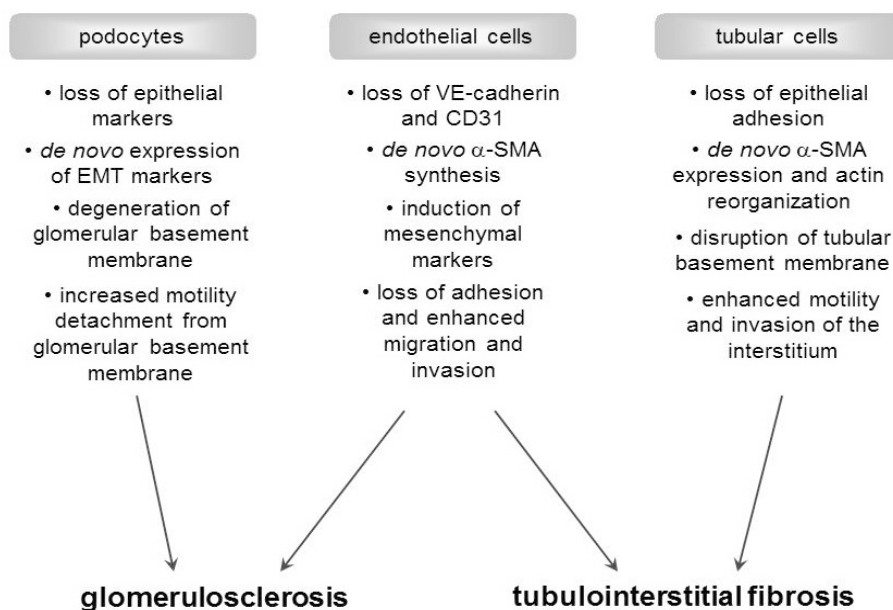 podocytes
• loss of epithelial
markers
• de novo expression
of EMT markers
• degeneration of
glomerular basement
membrane
• increased motility
detachment from
glomerular basement
membrane
endothelial cells
• loss of VE-cadherin
and CD31
• de novo α-SMA
synthesis
• induction of
mesenchymal
markers
• loss of adhesion
and enhanced
migration and
invasion
tubular cells
• loss of epithelial
adhesion
• de novo α-SMA
expression and actin
reorganization
• disruption of tubular
basement membrane
• enhanced motility
and invasion of the
interstitium
glomerulosclerosis
tubulointerstitial fibrosis